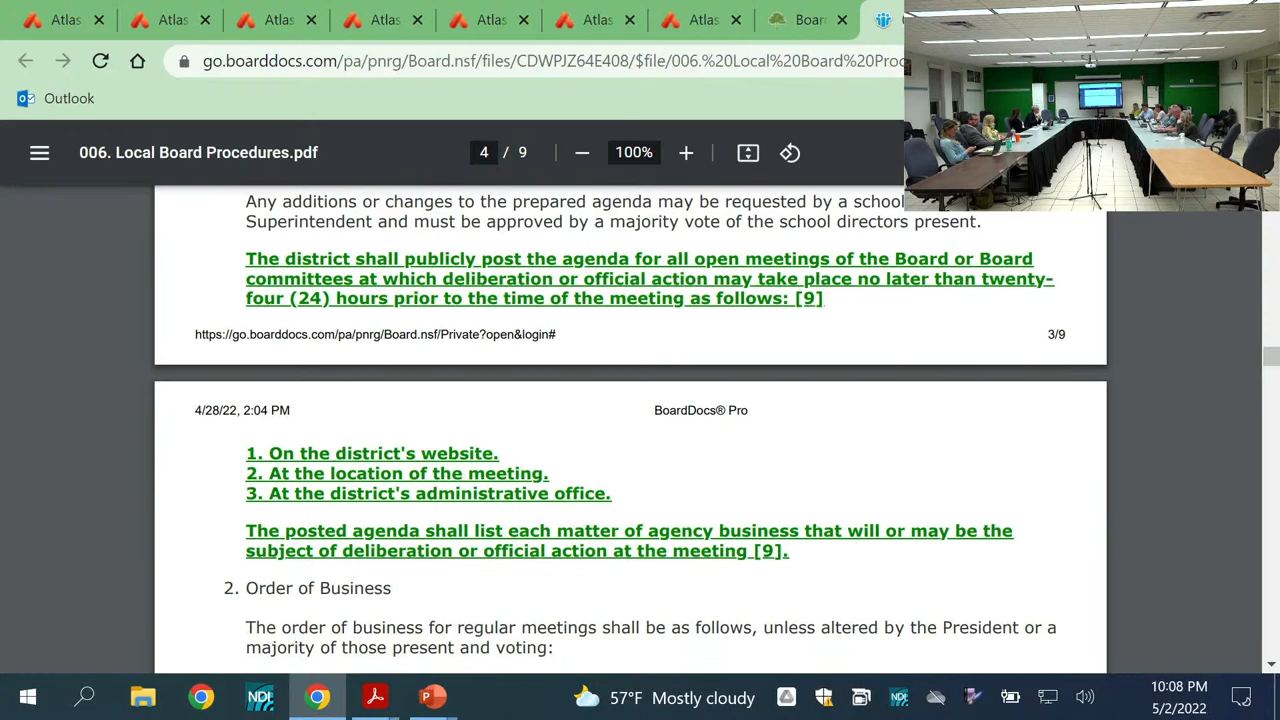 Atlas
Atlas
Atlas
Atlas
Atlas
Atlas
Atlas
Boar
go.boarddocs.com/pa/pnrg/Board.nsf/files/CDWPJZ64E408/$file/006.%20Local%20Board%20Proc
Outlook
006. Local Board Procedures.pdf
4 / 9
100%
Any additions or changes to the prepared agenda may be requested by a school
Superintendent and must be approved by a majority vote of the school directors present.
The district shall publicly post the agenda for all open meetings of the Board or Board
committees at which deliberation or official action may take place no later than twenty-
four (24) hours prior to the time of the meeting as follows: [9]
https://go.boarddocs.com/pa/pnrg/Board.nsf/Private?open&login#
3/9
4/28/22, 2:04 PM
BoardDocs® Pro
1. On the district's website.
2. At the location of the meeting.
3. At the district's administrative office.
The posted agenda shall list each matter of agency business that will or may be the
subject of deliberation or official action at the meeting [9].
2. Order of Business
The order of business for regular meetings shall be as follows, unless altered by the President or a
majority of those present and voting:
NDI
57°F Mostly cloudy
NDI
10:08 PM
5/2/2022